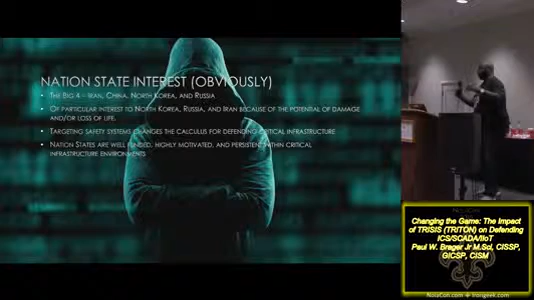 NATION STATE INTEREST (OBVIOUSLY)
• THE BIG 4 – IRAN, CHINA, NORTH KOREA, AND RUSSIA
• OF PARTICULAR INTEREST TO NORTH KOREA, RUSSIA, AND IRAN BECAUSE OF THE POTENTIAL OF DAMAGE
AND/OR LOSS OF LIFE.
• TARGETING SAFETY SYSTEMS CHANGES THE CALCULUS FOR DEFENDING CRITICAL INFRASTRUCTURE
• NATION STATES ARE WELL FUNDED, HIGHLY MOTIVATED, AND PERSISTENT WITHIN CRITICAL
INFRASTRUCTURE ENVIRONMENTS
Changing the Game: The Impact
of TRISIS (TRITON) on Defending
ICS/SCADA/IIoT
Paul W. Brager Jr M.Sci, CISSP,
GICSP, CISM
NolaCon.com Irongeek.com